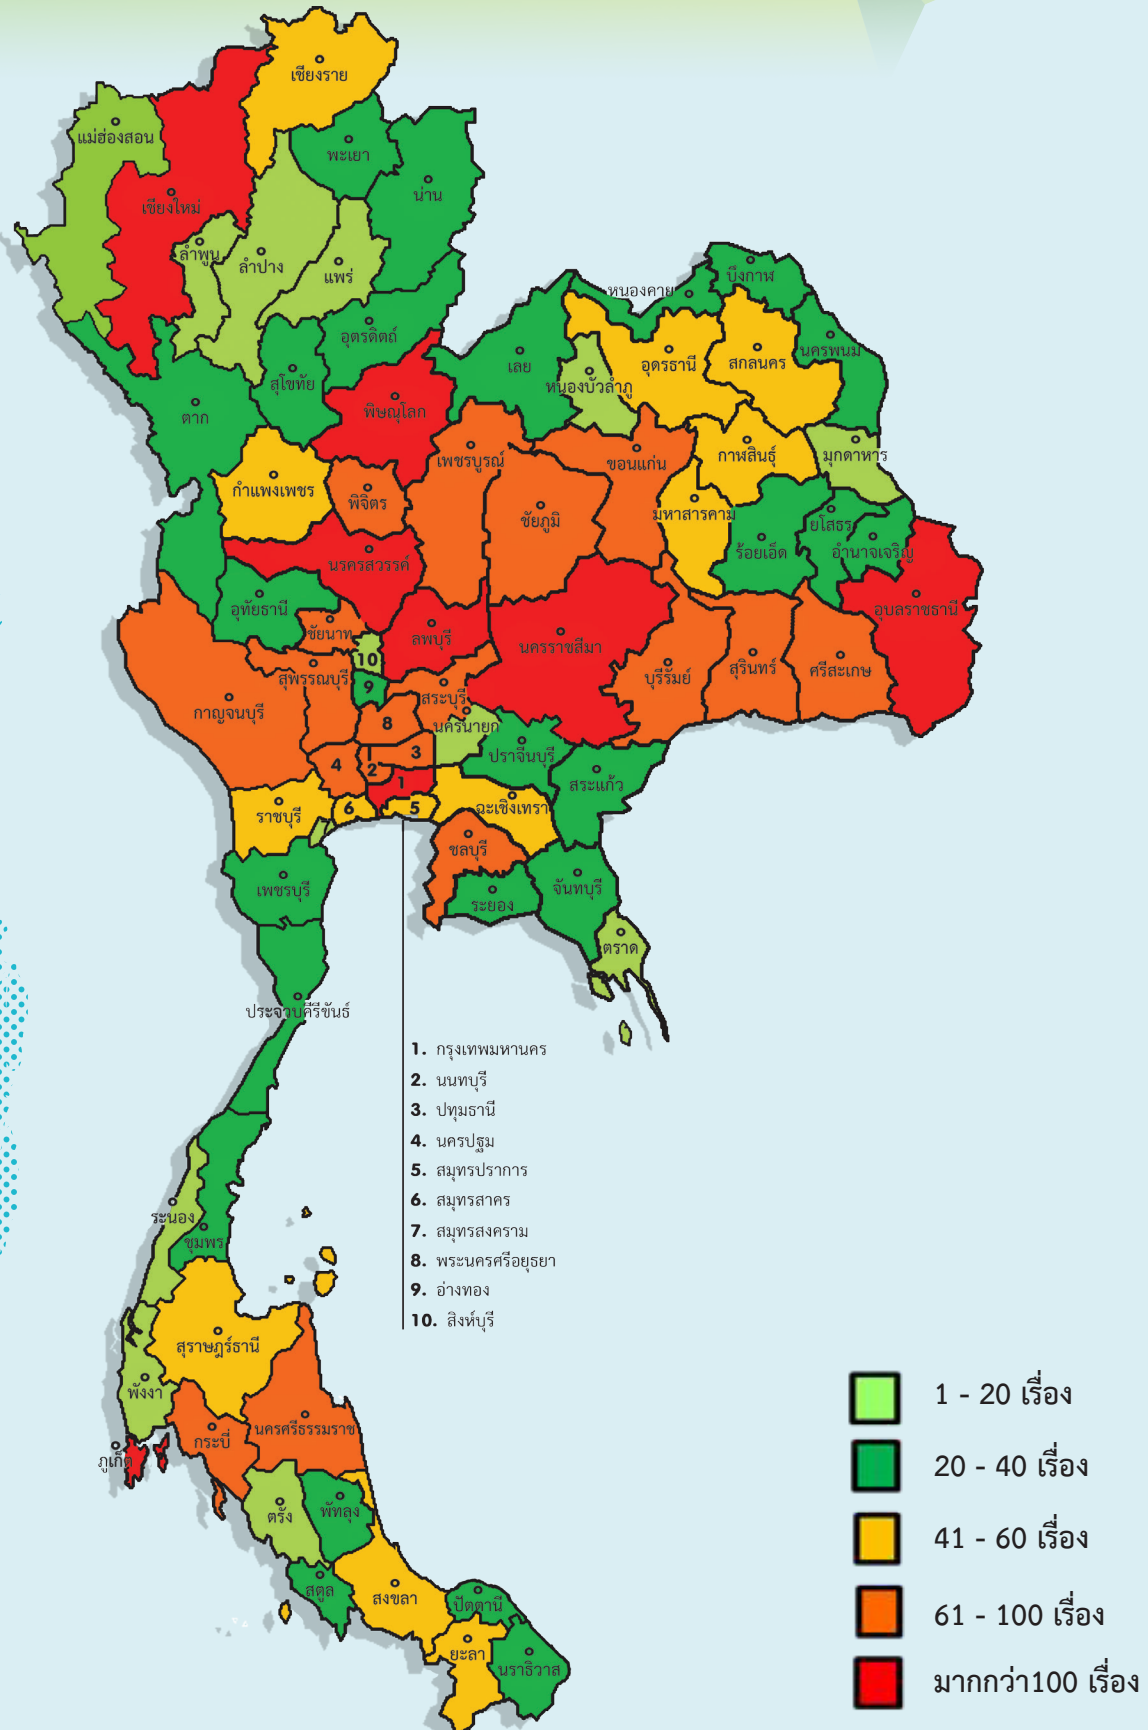 เชียงราย
แม่ฮ่องสอน
พะเยา
น่าน
เชียงใหม่
ลำพูน
ลำปาง
แพร่
บึงกาฬ
หนองคาย
อุตรดิตถ์
นครพนม
เลย
อุดรธานี
สกลนคร
สุโขทัย
หนองบัวลำภู
ตาก
พิษณุโลก
เพชรบูรณ์
ขอนแก่น
กาฬสินธุ์
มุกดาหาร
กำแพงเพชร
พิจิตร
ชัยภูมิ
มหาสารคาม
ยโสธร
ร้อยเอ็ด
อำนาจเจริญ
นรครสวรรค์
อุทัยธานี
อุบลราชธานี
ชัยนาท
ลพบุรี
นครราชสีมา
10
สุพรรณบุรี
บุรีรัมย์
สุรินทร์
ศรีสะเกษ
9
สระบุรี
กาญจนบุรี
8
นครนายก
3
ปราจีนบุรี
4
2
1
สระแก้ว
ราชบุรี
6
5
ฉะเชิงเทรา
ชลบุรี
เพชรบุรี
ระยอง
จันทบุรี
ตราด
ประจวบคีรีขันธ์
1. กรุงเทพมหานคร
2. นนทบุรี
3. ปทุมธานี
4. นครปฐม
5. สมุทรปราการ
6. สมุทรสาคร
7. สมุทรสงคราม
8. พระนครศรีอยุธยา
9. อ่างทอง
10. สิงห์บุรี
ระนอง
ชุมพร
สุราษฎร์ธานี
พังงา
นครศรีธรรมราช
กระบี่
ภูเก็ต
ตรัง
พัทลุง
สตูล
สงขลา
ปัตตานี
ยะลา
นราธิวาส
1 - 20 เรื่อง
20 - 40 เรื่อง
41 - 60 เรื่อง
61 - 100 เรื่อง
มากกว่า100 เรื่อง